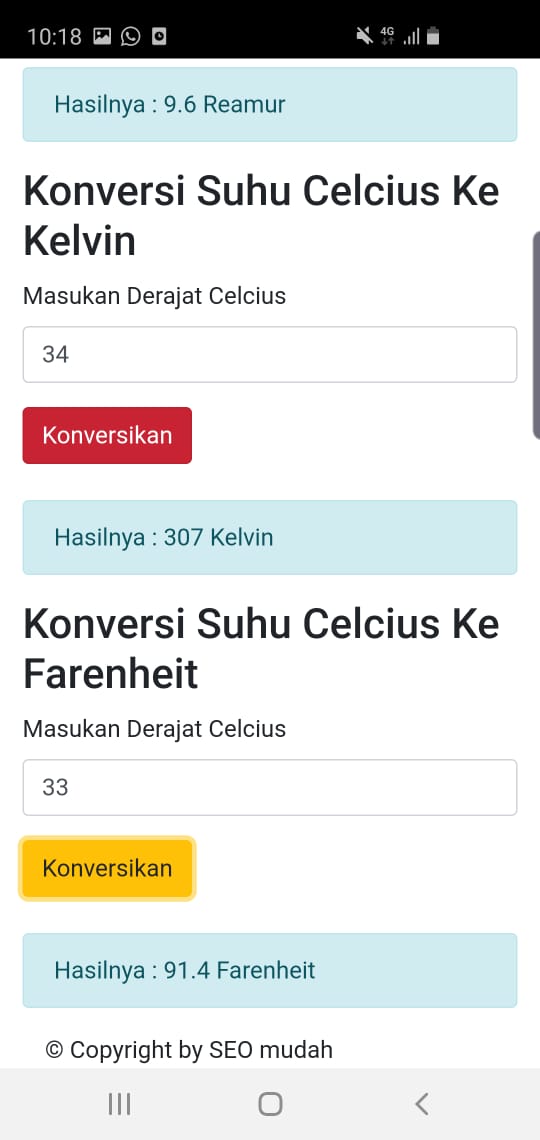 10:18
4G
Hasilnya : 9.6 Reamur
Konversi Suhu Celcius Ke
Kelvin
Masukan Derajat Celcius
34
Konversikan
Hasilnya : 307 Kelvin
Konversi Suhu Celcius Ke
Farenheit
Masukan Derajat Celcius
33
Konversikan
Hasilnya : 91.4 Farenheit
© Copyright by SEO mudah